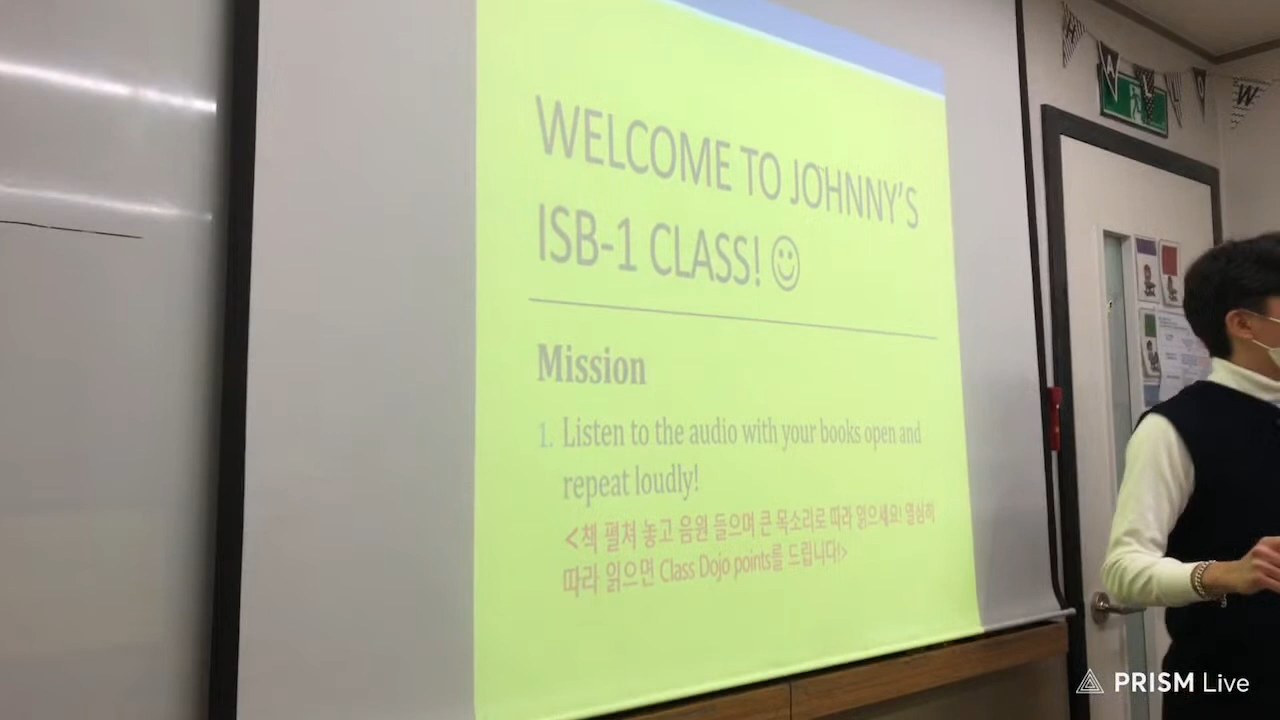 WELCOME TO JOHNNY'S
ISB-1 CLASS! ☺
Mission
1. Listen to the audio with your books open and
repeat loudly!
<책 펼쳐 놓고 음원 들으며 큰 목소리로 따라 읽으세요! 열심히
따라 읽으면 Class Dojo points를 드립니다!>
PRISM Live